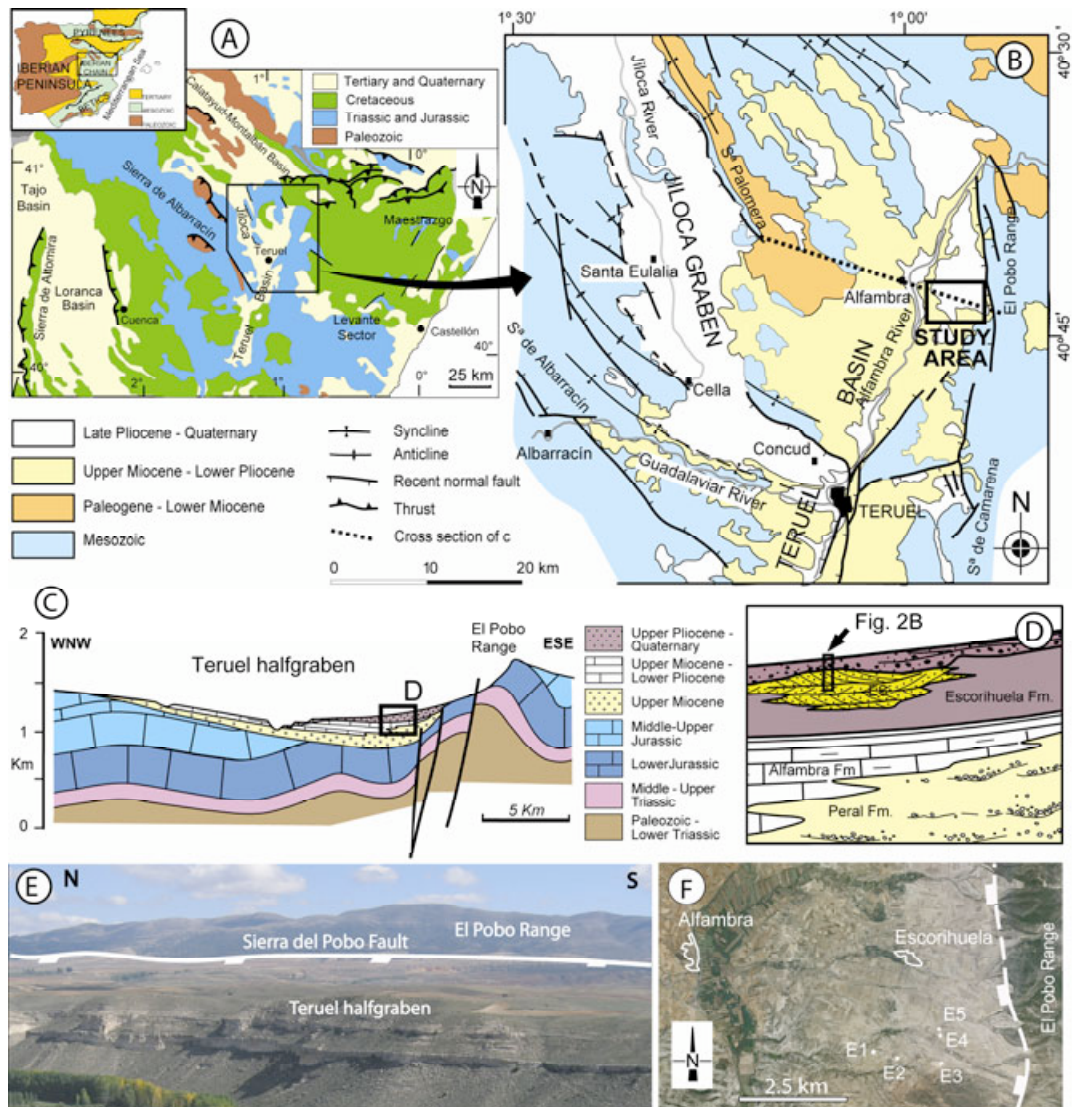 A
PYRENEES
IBERIAN
PENINSULA
IBERIAN
CHAIN
Mediterranean Sea
TERTIARY
MESOZOIC
PALEOZOIC
Tertiary and Quaternary
Cretaceous
Triassic and Jurassic
Paleozoic
1°
0°
41°
Calatayud-Montalbán Basin
N
Tajo
Basin
Sierra de Albarracín
Jiloca
Maestrazgo
Teruel
Sierra de Altomira
Loranca
Basin
Cuenca
Teruel Basin
Levante
Sector
Castellón
40°
40°
2°
1°
0°
25 km
Late Pliocene - Quaternary
Upper Miocene - Lower Pliocene
Paleogene - Lower Miocene
Mesozoic
Syncline
Anticline
Recent normal fault
Thrust
Cross section of c
0 10 20 km
B
1°30'
1°00'
40°30'
40°45'
Jiloca River
Sª Palomera
JILOCA GRABEN
Santa Eulalia
El Pobo Range
Alfambra
STUDY
AREA
Sª de Albarracín
Alfambra River
Cella
Albarracín
Concud
Guadalaviar River
TERUEL BASIN
TERUEL
Sª de Camarena
N
C
2
WNW
Teruel halfgraben
El Pobo
Range
ESE
D
1
Km
0
5 Km
Upper Pliocene -
Quaternary
Upper Miocene -
Lower Pliocene
Upper Miocene
Middle-Upper
Jurassic
LowerJurassic
Middle - Upper
Triassic
Paleozoic -
Lower Triassic
D
Fig. 2B
Escorihuela Fm.
Alfambra Fm
Peral Fm.
E
N
S
Sierra del Pobo Fault
El Pobo Range
Teruel halfgraben
F
Alfambra
Escorihuela
El Pobo Range
E5
E4
E1
E2
E3
N
2.5 km